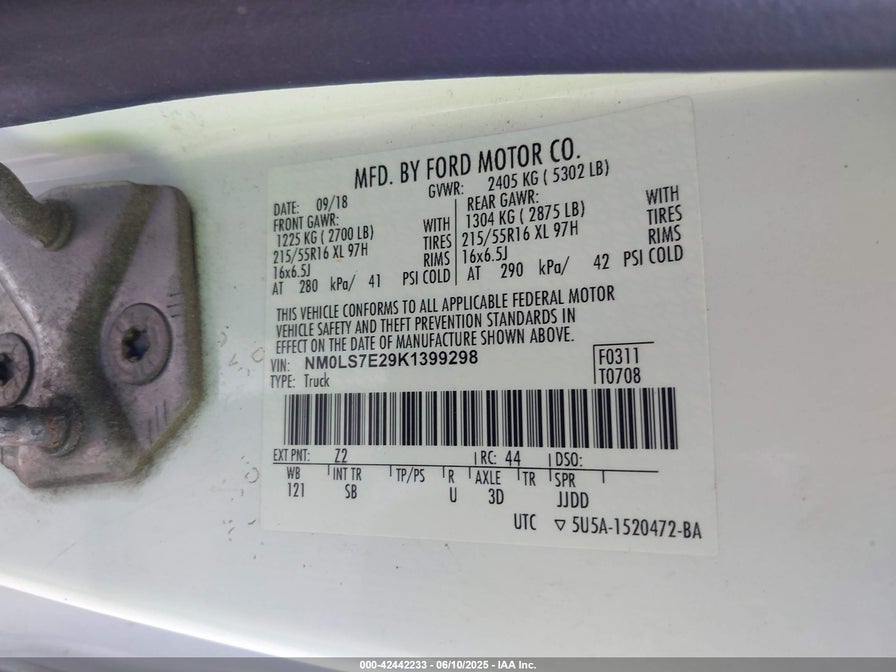 MFD. BY FORD MOTOR CO.
DATE: 09/18 GVWR: 2405 KG ( 5302 LB)
FRONT GAWR: REAR GAWR:
1225 KG ( 2700 LB) WITH 1304 KG ( 2875 LB) WITH
215/55R16 XL 97H TIRES 215/55R16 XL 97H TIRES
16x6.5J RIMS 16x6.5J RIMS
AT 280 kPa/ 41 PSI COLD AT 290 kPa/ 42 PSI COLD
THIS VEHICLE CONFORMS TO ALL APPLICABLE FEDERAL MOTOR
VEHICLE SAFETY AND THEFT PREVENTION STANDARDS IN
EFFECT ON THE DATE OF MANUFACTURE SHOWN ABOVE.
VIN: NM0LS7E29K1399298 F0311
TYPE: Truck T0708
EXT PNT: Z2 RC: 44 DSO:
WB INT TR TP/PS R AXLE TR SPR
121 SB U 3D JJDD
UTC ▽ 5U5A-1520472-BA
000-42442233 - 06/10/2025 - IAA Inc.